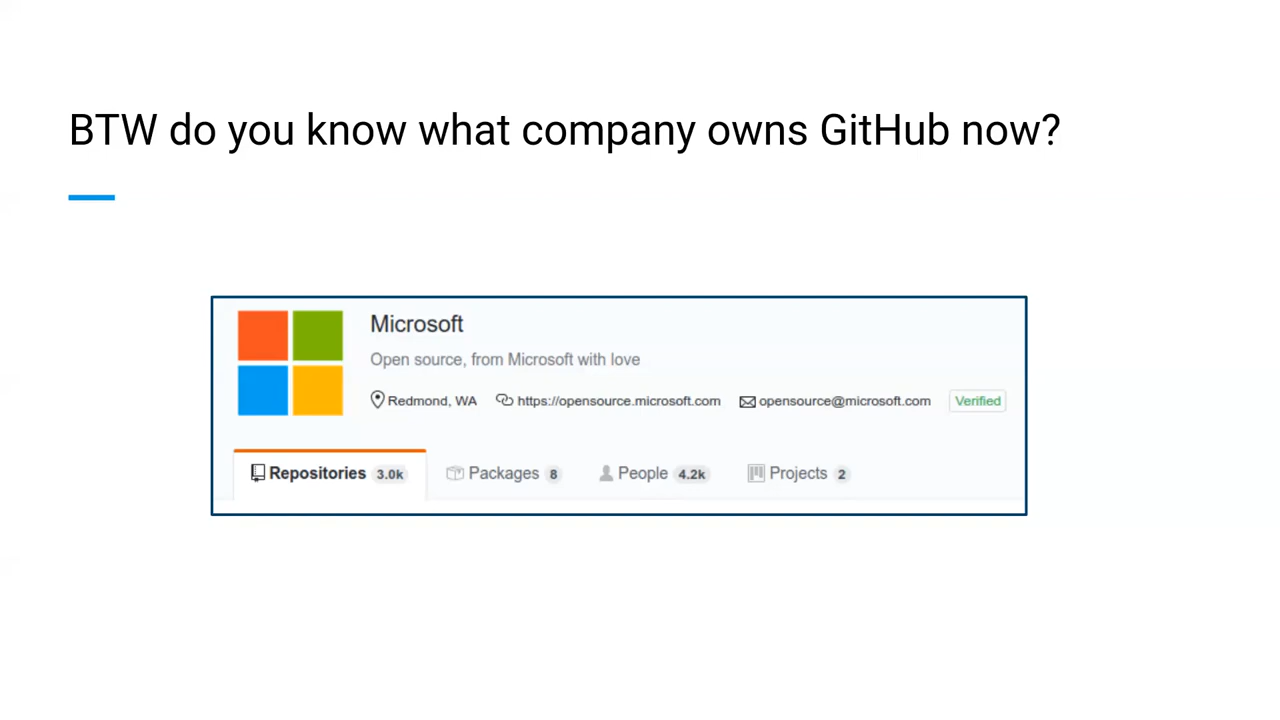 BTW do you know what company owns GitHub now?
Microsoft
Open source, from Microsoft with love
Redmond, WA https://opensource.microsoft.com opensource@microsoft.com Verified
Repositories 3.0k Packages 8 People 4.2k Projects 2